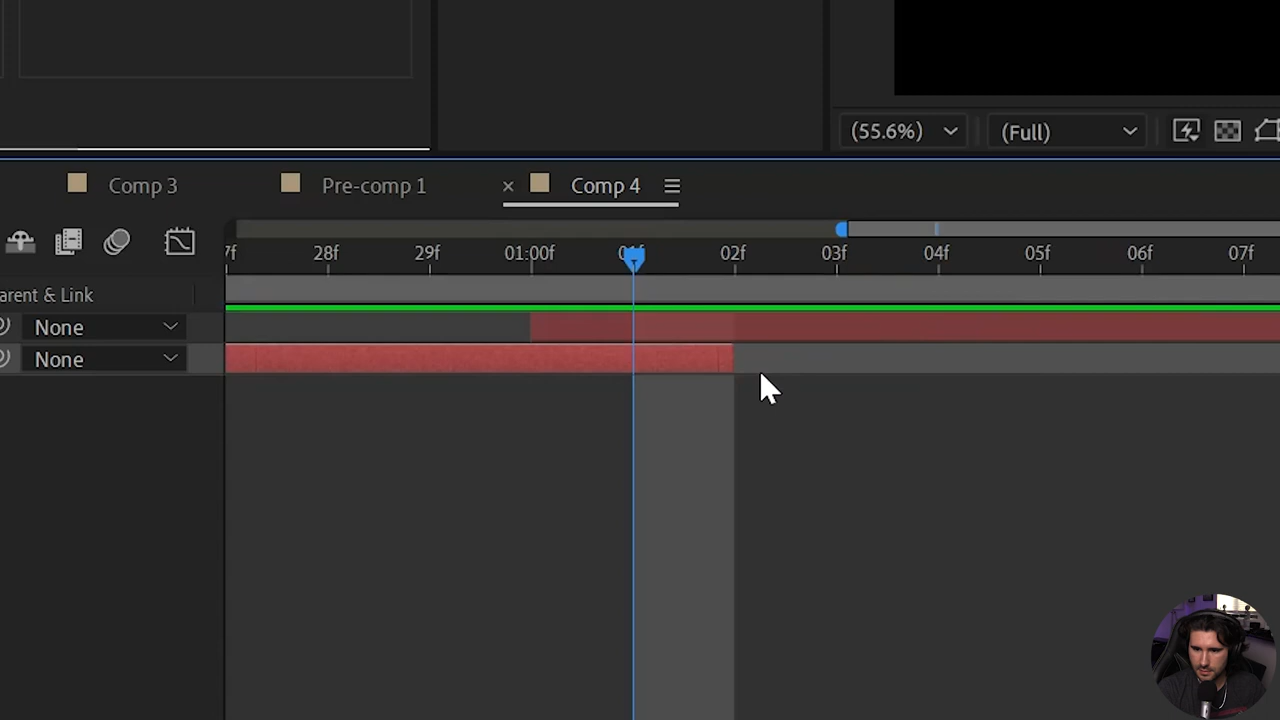 (55.6%) (Full)
Comp 3 Pre-comp 1 Comp 4
7f 28f 29f 01:00f 01f 02f 03f 04f 05f 06f 07f
arent & Link
None
None